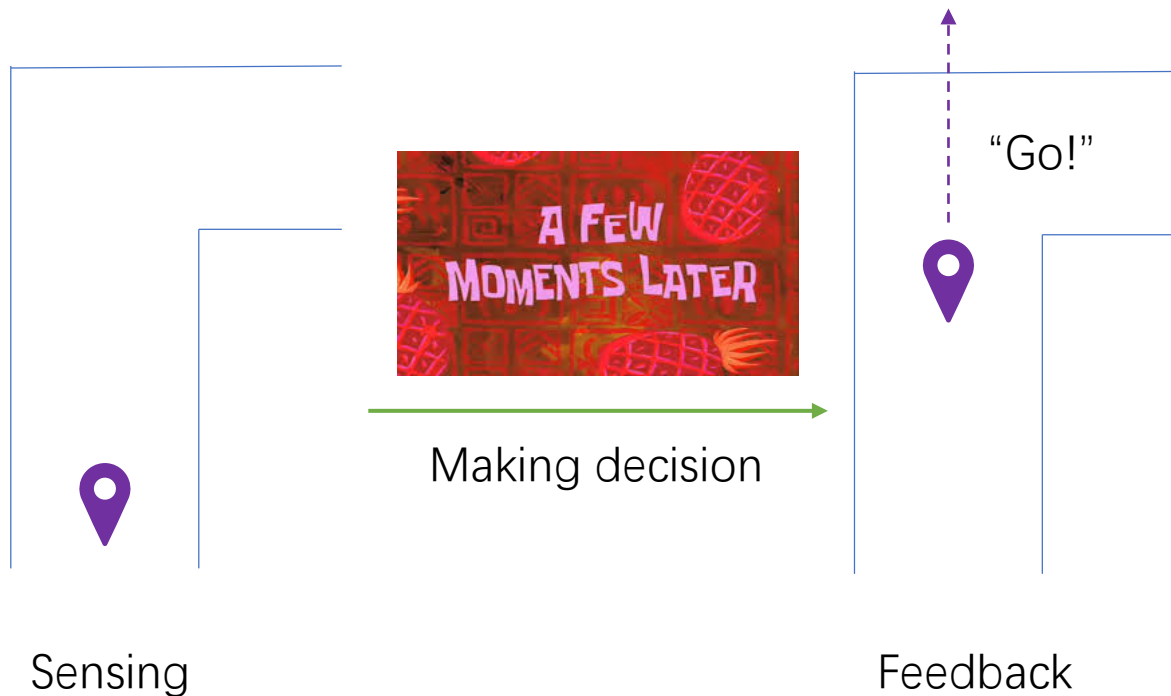 “Go!”
A FEW
MOMENTS LATER
Making decision
Sensing
Feedback